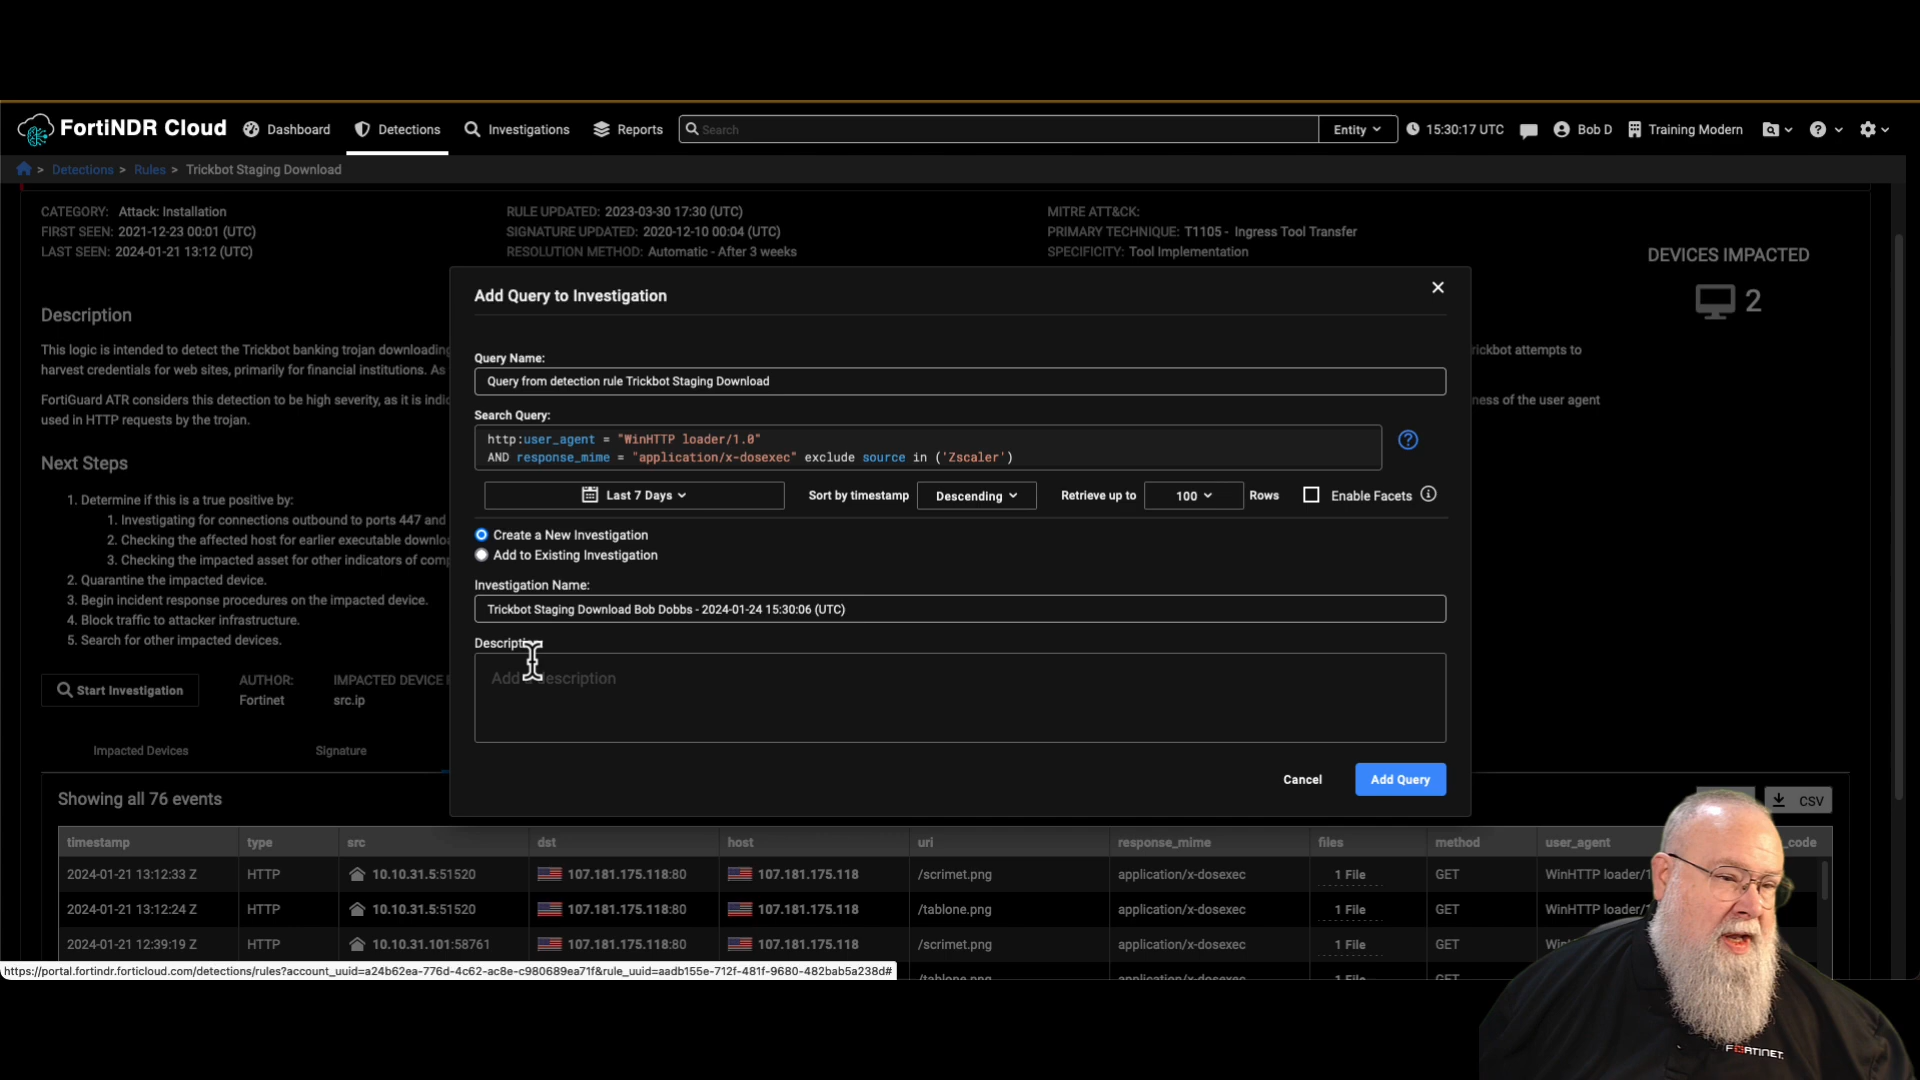 FortiNDR Cloud
Dashboard
Detections
Investigations
Reports
Search
Entity
15:30:17 UTC
Bob D
Training Modern
> Detections > Rules > Trickbot Staging Download
CATEGORY: Attack: Installation
FIRST SEEN: 2021-12-23 00:01 (UTC)
LAST SEEN: 2024-01-21 13:12 (UTC)
RULE UPDATED: 2023-03-30 17:30 (UTC)
SIGNATURE UPDATED: 2020-12-10 00:04 (UTC)
RESOLUTION METHOD: Automatic - After 3 weeks
MITRE ATT&CK:
PRIMARY TECHNIQUE: T1105 - Ingress Tool Transfer
SPECIFICITY: Tool Implementation
DEVICES IMPACTED
2
Description
This logic is intended to detect the Trickbot banking trojan downloading
rickbot attempts to
harvest credentials for web sites, primarily for financial institutions. As
FortiGuard ATR considers this detection to be high severity, as it is indic
ness of the user agent
used in HTTP requests by the trojan.
Next Steps
1. Determine if this is a true positive by:
1. Investigating for connections outbound to ports 447 and
2. Checking the affected host for earlier executable downlo
3. Checking the impacted asset for other indicators of comp
2. Quarantine the impacted device.
3. Begin incident response procedures on the impacted device.
4. Block traffic to attacker infrastructure.
5. Search for other impacted devices.
Start Investigation
AUTHOR:
Fortinet
IMPACTED DEVICE
src.ip
Impacted Devices
Signature
Add Query to Investigation
Query Name:
Query from detection rule Trickbot Staging Download
Search Query:
http:user_agent = "WinHTTP loader/1.0"
AND response_mime = "application/x-dosexec" exclude source in ('Zscaler')
?
Last 7 Days
Sort by timestamp
Descending
Retrieve up to
100
Rows
Enable Facets
Create a New Investigation
Add to Existing Investigation
Investigation Name:
Trickbot Staging Download Bob Dobbs - 2024-01-24 15:30:06 (UTC)
Descripti
Add a description
Cancel
Add Query
Showing all 76 events
CSV
timestamp type src dst host uri response_mime files method user_agent _code
2024-01-21 13:12:33 Z HTTP 10.10.31.5:51520 107.181.175.118:80 107.181.175.118 /scrimet.png application/x-dosexec 1 File GET WinHTTP loader/1
2024-01-21 13:12:24 Z HTTP 10.10.31.5:51520 107.181.175.118:80 107.181.175.118 /tablone.png application/x-dosexec 1 File GET WinHTTP loader/
2024-01-21 12:39:19 Z HTTP 10.10.31.101:58761 107.181.175.118:80 107.181.175.118 /scrimet.png application/x-dosexec 1 File GET
/tablone.png application/x-dosexec 1 File GET
https://portal.fortindr.forticloud.com/detections/rules?account_uuid=a24b62ea-776d-4c62-ac8e-c980689ea71f&rule_uuid=aadb155e-712f-481f-9680-482bab5a238d#
FORTINET